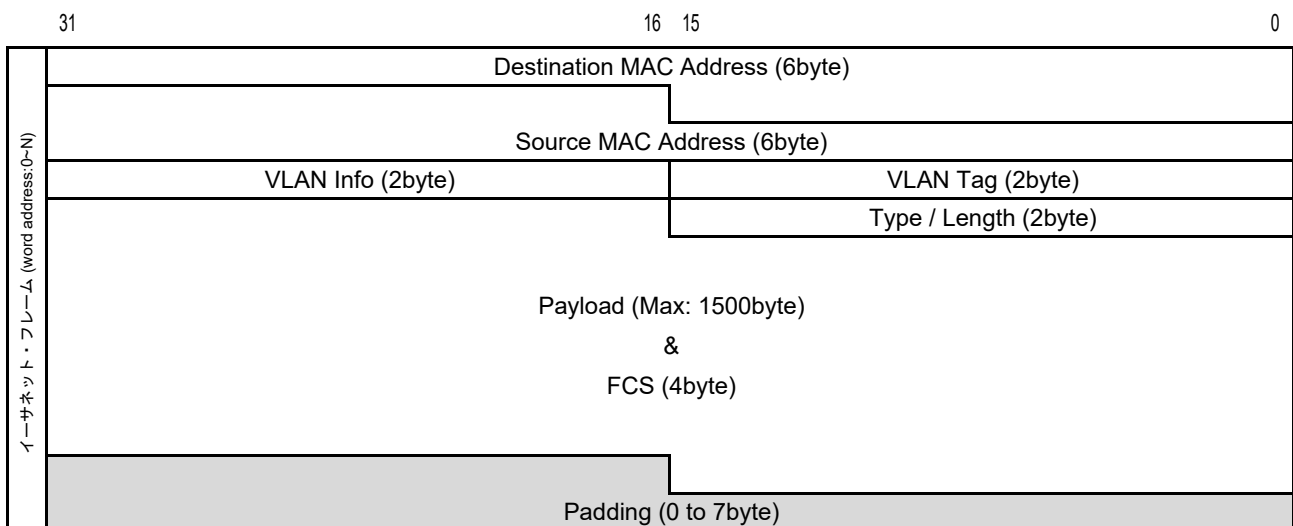 31 16 15 0
イーサネット・フレーム (word address:0~N)
Destination MAC Address (6byte)
Source MAC Address (6byte)
VLAN Info (2byte) VLAN Tag (2byte)
Type / Length (2byte)
Payload (Max: 1500byte)
&
FCS (4byte)
Padding (0 to 7byte)